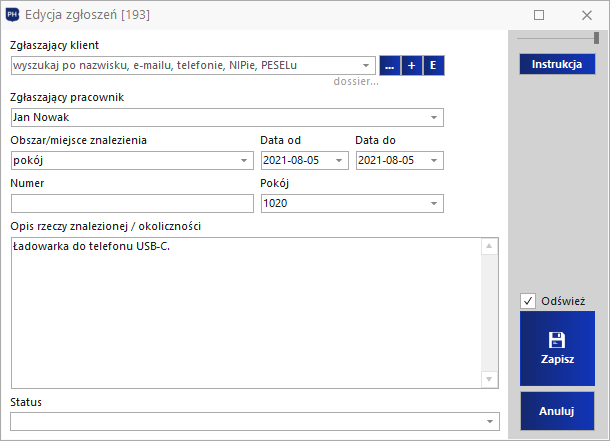 PH
Edycja zgłoszeń [193]
Zgłaszający klient
wyszukaj po nazwisku, e-mailu, telefonie, NIPie, PESELu
... + E
dossier...
Instrukcja
Zgłaszający pracownik
Jan Nowak
Obszar/miejsce znalezienia Data od Data do
pokój 2021-08-05 2021-08-05
Numer Pokój
1020
Opis rzeczy znalezionej / okoliczności
Ładowarka do telefonu USB-C.
Odśwież
Zapisz
Anuluj
Status